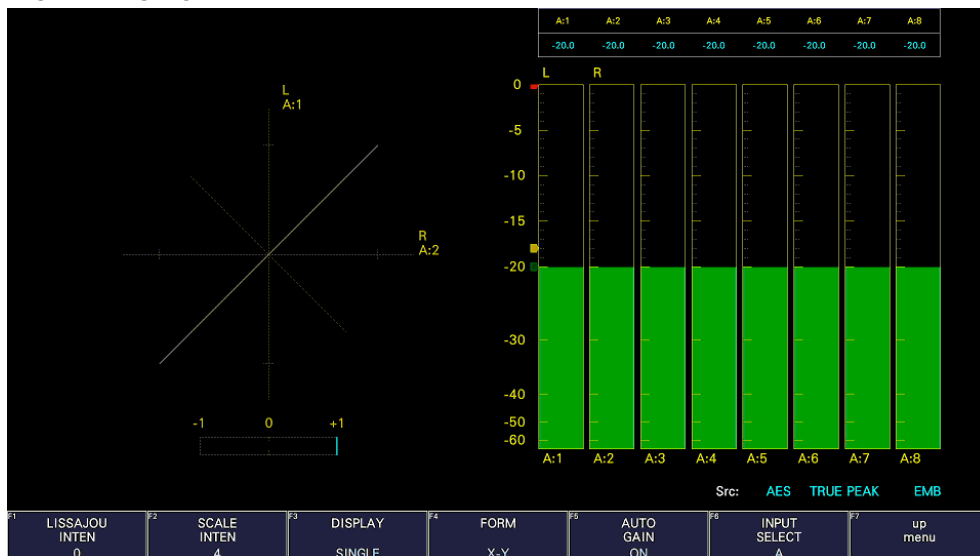 A:1 A:2 A:3 A:4 A:5 A:6 A:7 A:8
-20.0 -20.0 -20.0 -20.0 -20.0 -20.0 -20.0 -20.0
L R
0
-5
-10
-15
-20
-30
-40
-50
-60
A:1 A:2 A:3 A:4 A:5 A:6 A:7 A:8
L
A:1
R
A:2
-1 0 +1
Src: AES TRUE PEAK EMB
F1 LISSAJOU INTEN 0
F2 SCALE INTEN 4
F3 DISPLAY SINGLE
F4 FORM X-Y
F5 AUTO GAIN ON
F6 INPUT SELECT A
F7 up menu